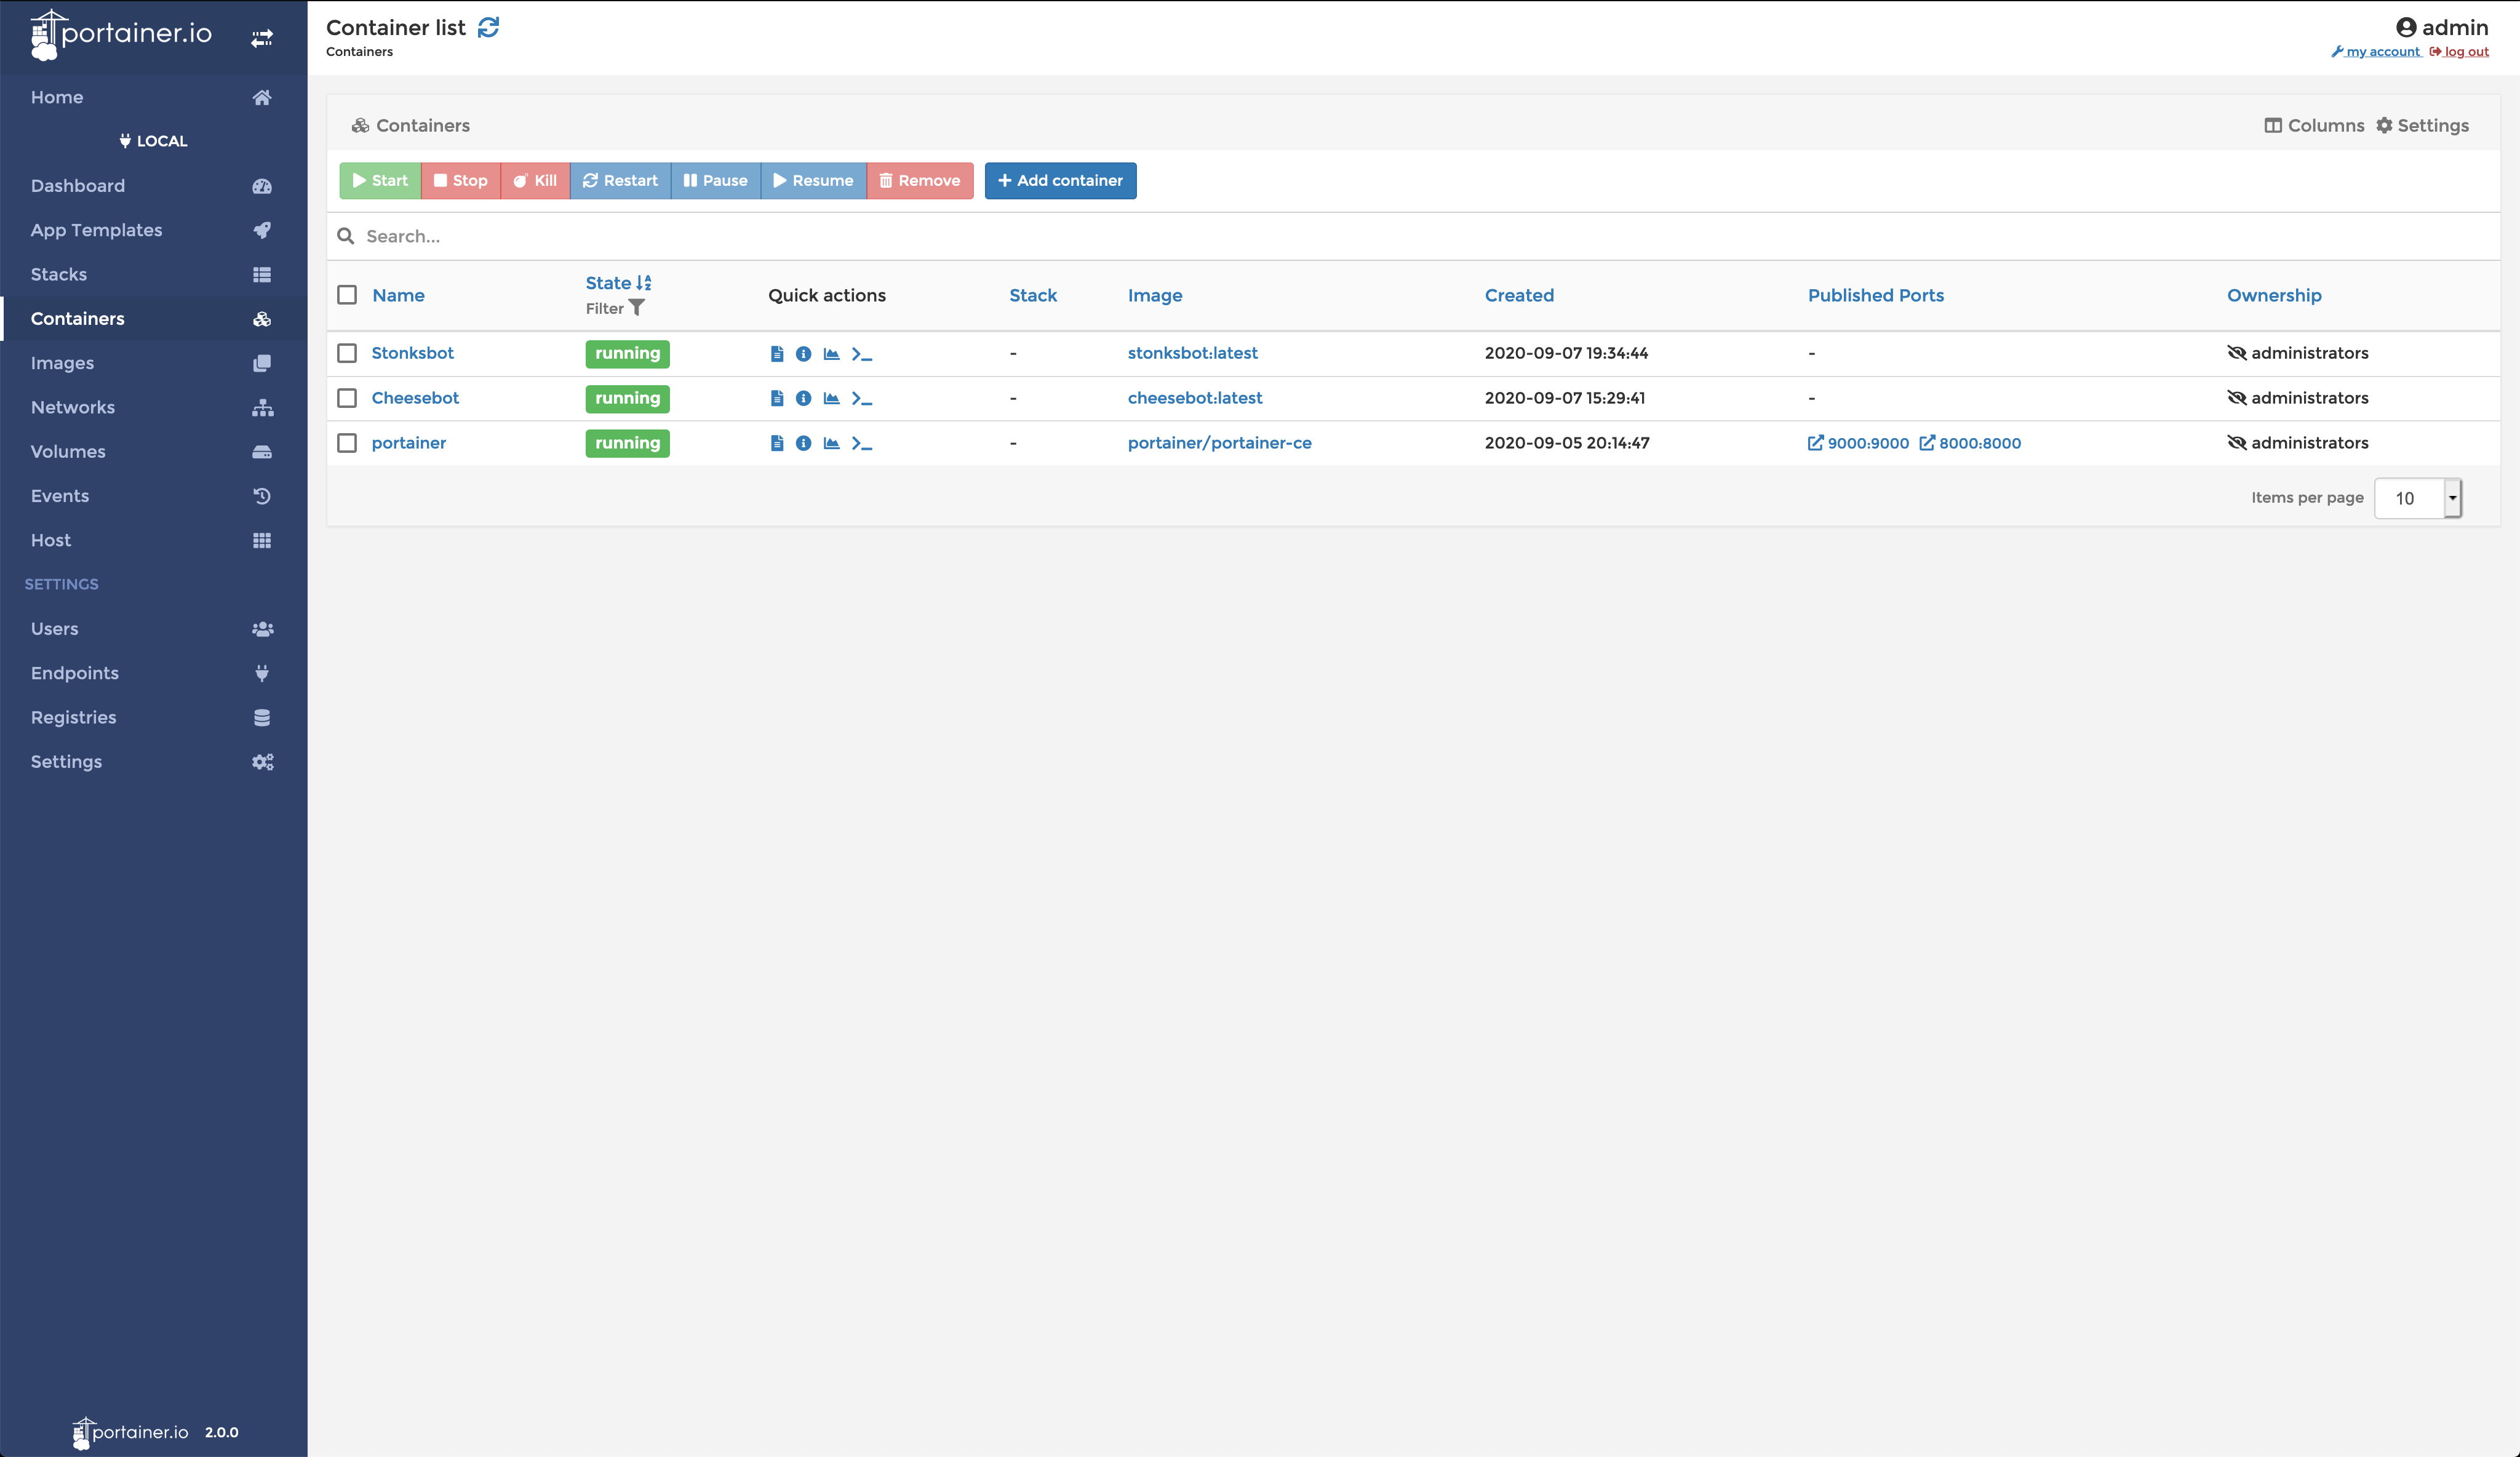 portainer.io
Home
LOCAL
Dashboard
App Templates
Stacks
Containers
Images
Networks
Volumes
Events
Host
SETTINGS
Users
Endpoints
Registries
Settings
portainer.io 2.0.0
Container list
Containers
admin
my account log out
Containers
Columns Settings
Start Stop Kill Restart Pause Resume Remove Add container
Search...
Name State Filter Quick actions Stack Image Created Published Ports Ownership
Stonksbot running - stonksbot:latest 2020-09-07 19:34:44 - administrators
Cheesebot running - cheesebot:latest 2020-09-07 15:29:41 - administrators
portainer running - portainer/portainer-ce 2020-09-05 20:14:47 9000:9000 8000:8000 administrators
Items per page 10